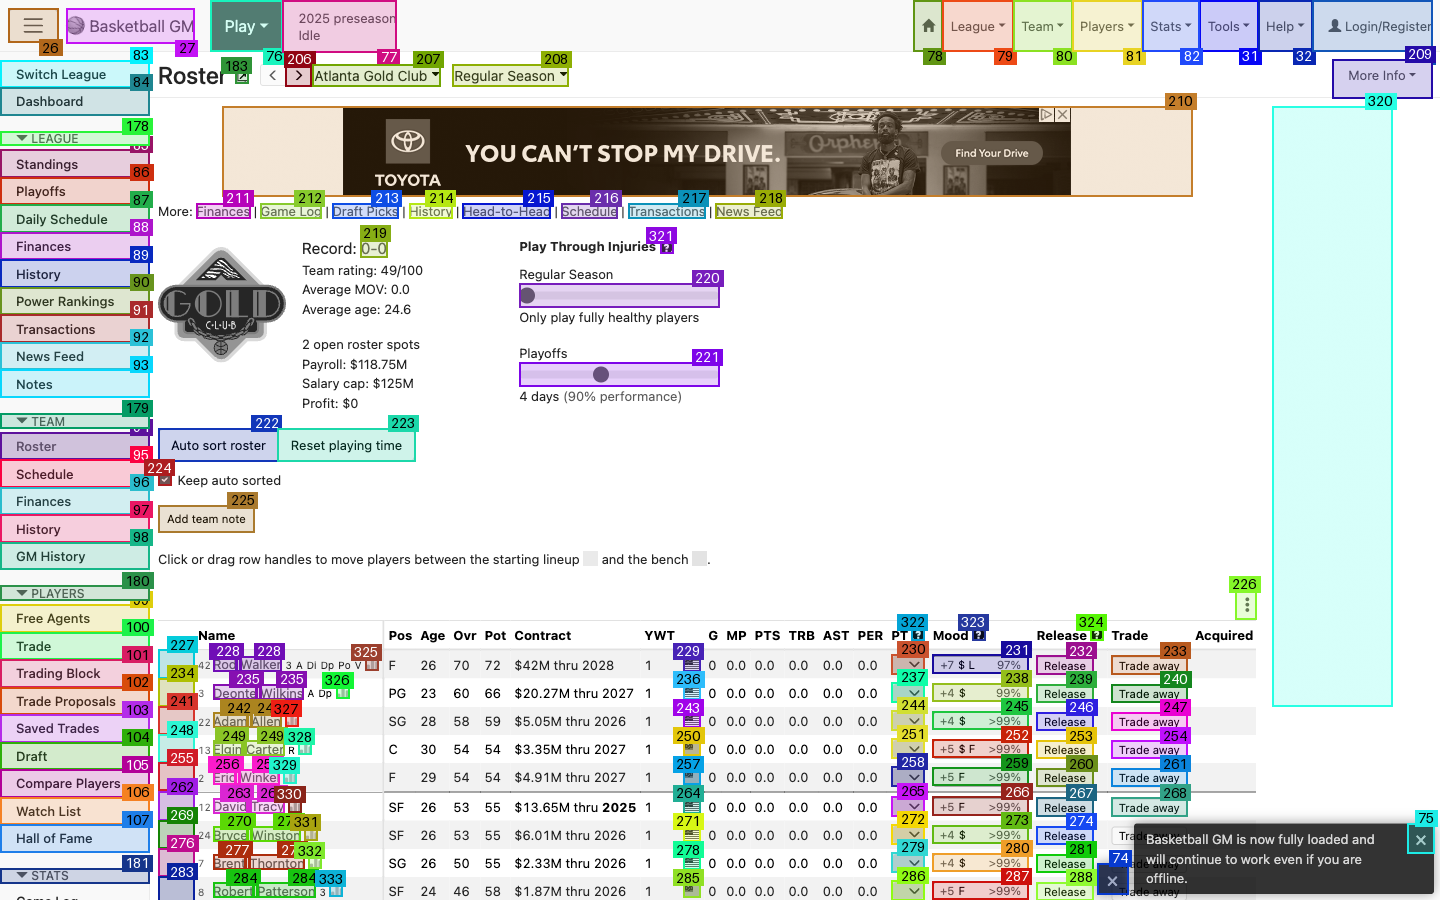 Basketball GM
Play
2025 preseason
Idle
League
Team
Players
Stats
Tools
Help
Login/Register
Switch League
Dashboard
LEAGUE
Standings
Playoffs
Daily Schedule
Finances
History
Power Rankings
Transactions
News Feed
Notes
TEAM
Roster
Schedule
Finances
History
GM History
PLAYERS
Free Agents
Trade
Trading Block
Trade Proposals
Saved Trades
Draft
Compare Players
Watch List
Hall of Fame
STATS
Roster
Atlanta Gold Club
Regular Season
More Info
YOU CAN'T STOP MY DRIVE.
TOYOTA
Find Your Drive
More: Finances | Game Log | Draft Picks | History | Head-to-Head | Schedule | Transactions | News Feed
GOLD
CLUB
Record: 0-0
Team rating: 49/100
Average MOV: 0.0
Average age: 24.6
2 open roster spots
Payroll: $118.75M
Salary cap: $125M
Profit: $0
Play Through Injuries
Regular Season
Only play fully healthy players
Playoffs
4 days (90% performance)
Auto sort roster
Reset playing time
Keep auto sorted
Add team note
Click or drag row handles to move players between the starting lineup and the bench .
Name Pos Age Ovr Pot Contract YWT G MP PTS TRB AST PER PT Mood Release Trade Acquired
42 Rod Walker 3 A Di Dp Po V F 26 70 72 $42M thru 2028 1 0 0.0 0.0 0.0 0.0 0.0 +7 $ L 97% Release Trade away
3 Deonte Wilkins A Dp PG 23 60 66 $20.27M thru 2027 1 0 0.0 0.0 0.0 0.0 0.0 +4 $ 99% Release Trade away
22 Adam Allen SG 28 58 59 $5.05M thru 2026 1 0 0.0 0.0 0.0 0.0 0.0 +4 $ >99% Release Trade away
13 Elgin Carter R C 30 54 54 $3.35M thru 2027 1 0 0.0 0.0 0.0 0.0 0.0 +5 $ F >99% Release Trade away
2 Eric Winkel F 29 54 54 $4.91M thru 2027 1 0 0.0 0.0 0.0 0.0 0.0 +5 F >99% Release Trade away
12 David Tracy SF 26 53 55 $13.65M thru 2025 1 0 0.0 0.0 0.0 0.0 0.0 +5 F >99% Release Trade away
24 Bryce Winston SF 26 53 55 $6.01M thru 2026 1 0 0.0 0.0 0.0 0.0 0.0 +4 $ >99% Release
7 Brent Thornton SG 26 50 55 $2.33M thru 2026 1 0 0.0 0.0 0.0 0.0 0.0 +4 $ >99% Release
8 Robert Patterson 3 SF 24 46 58 $1.87M thru 2026 1 0 0.0 0.0 0.0 0.0 0.0 +5 F >99% Release
Basketball GM is now fully loaded and
will continue to work even if you are
offline.